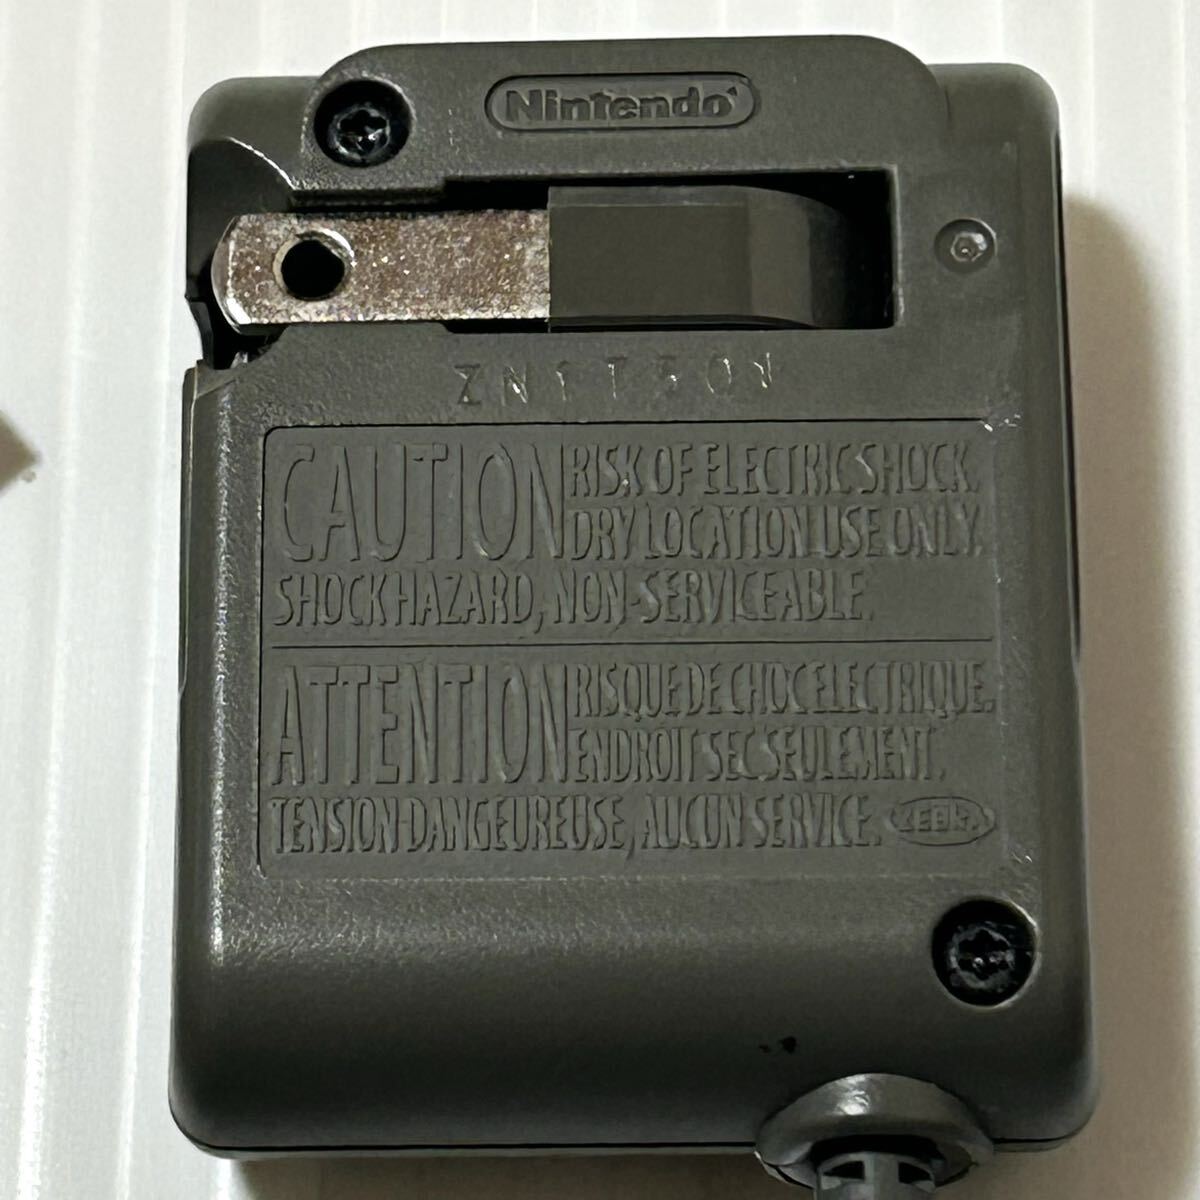 Nintendo
CAUTION RISK OF ELECTRIC SHOCK.
DRY LOCATION USE ONLY.
SHOCK HAZARD, NON-SERVICEABLE.
ATTENTION RISQUE DE CHOC ELECTRIQUE.
ENDROIT SEC SEULEMENT.
TENSION DANGEUREUSE, AUCUN SERVICE.